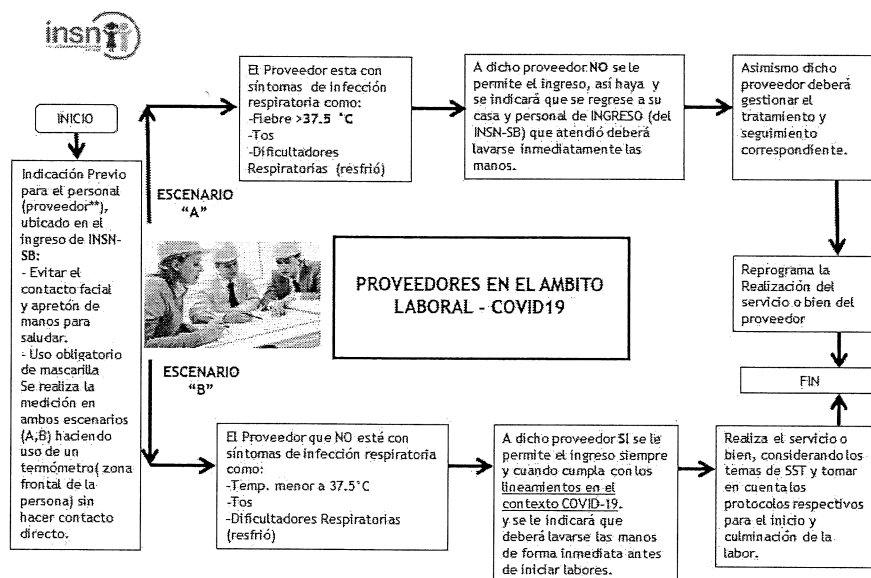 insn
INICIO
Indicación Previo
para el personal
(proveedor**),
ubicado en el
ingreso de INSN-
SB:
- Evitar el
contacto facial
y apretón de
manos para
saludar.
- Uso obligatorio
de mascarilla
Se realiza la
medición en
ambos escenarios
(A;B) haciendo
uso de un
termómetro( zona
frontal de la
persona) sin
hacer contacto
directo.
ESCENARIO
"A"
El Proveedor esta con
síntomas de infección
respiratoria como:
-Fiebre >37.5 °C
-Tos
-Dificultadores
Respiratorías (resfrió)
A dicho proveedor NO se le
permite el ingreso, así haya y
se indicará que se regrese a su
casa y personal de INGRESO (del
INSN-SB) que atendió deberá
lavarse inmediatamente las
manos.
Asimismo dicho
proveedor deberá
gestionar el
tratamiento y
seguimiento
correspondiente.
PROVEEDORES EN EL AMBITO
LABORAL - COVID19
Reprograma la
Realización del
servicio o bien del
proveedor
FIN
ESCENARIO
"B"
El Proveedor que NO esté con
síntomas de infección respiratoria
como:
-Temp. menor a 37.5°C
-Tos
-Dificultadores Respiratorias
(resfrió)
A dicho proveedor SI se le
permite el ingreso siempre
y cuando cumpla con los
lineamientos en el
contexto COVID-19.
y se le indicará que
deberá lavarse las manos
de forma inmediata antes
de iniciar labores.
Realiza el servicio o
bien, considerando los
temas de SST y tomar
en cuenta los
protocolos respectivos
para el inicio y
culminación de la
labor.